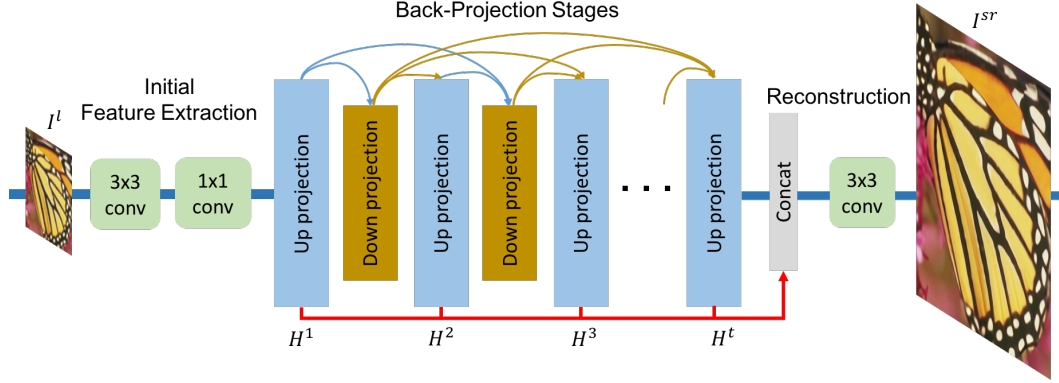 Back-Projection Stages
Initial
Feature Extraction
Reconstruction
I^l
I^{sr}
3x3
conv
1x1
conv
Up projection
Down projection
Up projection
Down projection
Up projection
. . .
Up projection
Concat
3x3
conv
H^1
H^2
H^3
H^t